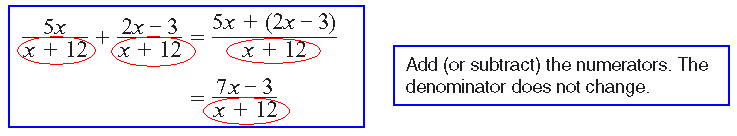 5x/(x + 12) + (2x − 3)/(x + 12) = (5x + (2x − 3))/(x + 12)
= (7x − 3)/(x + 12)
Add (or subtract) the numerators. The
denominator does not change.